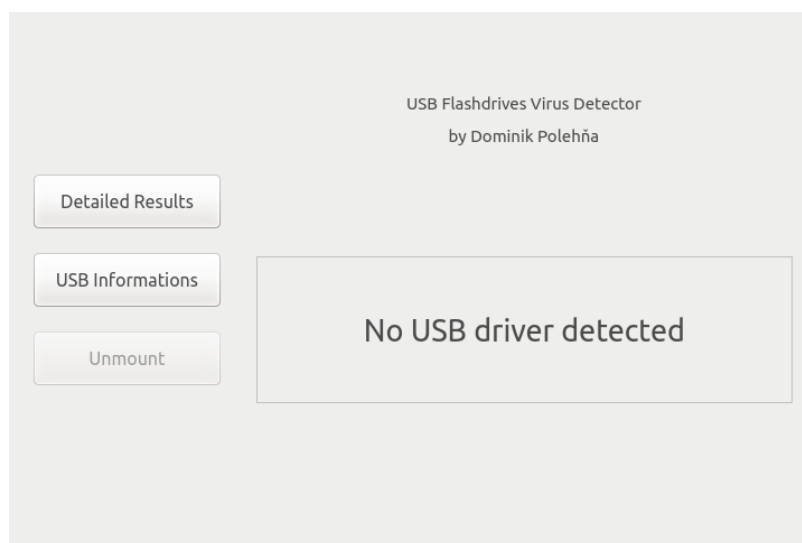 USB Flashdrives Virus Detector
by Dominik Polehňa
Detailed Results
USB Informations
Unmount
No USB driver detected